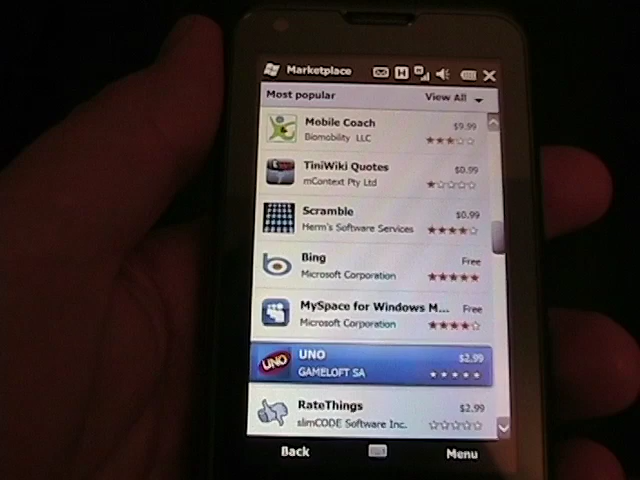 Marketplace
Most popular View All
Mobile Coach $9.99
Biomobility LLC
TiniWiki Quotes $0.99
mContext Pty Ltd
Scramble $0.99
Herm's Software Services
Bing Free
Microsoft Corporation
MySpace for Windows M... Free
Microsoft Corporation
UNO UNO $2.99
GAMELOFT SA
RateThings $2.99
slimCODE Software Inc.
Back Menu